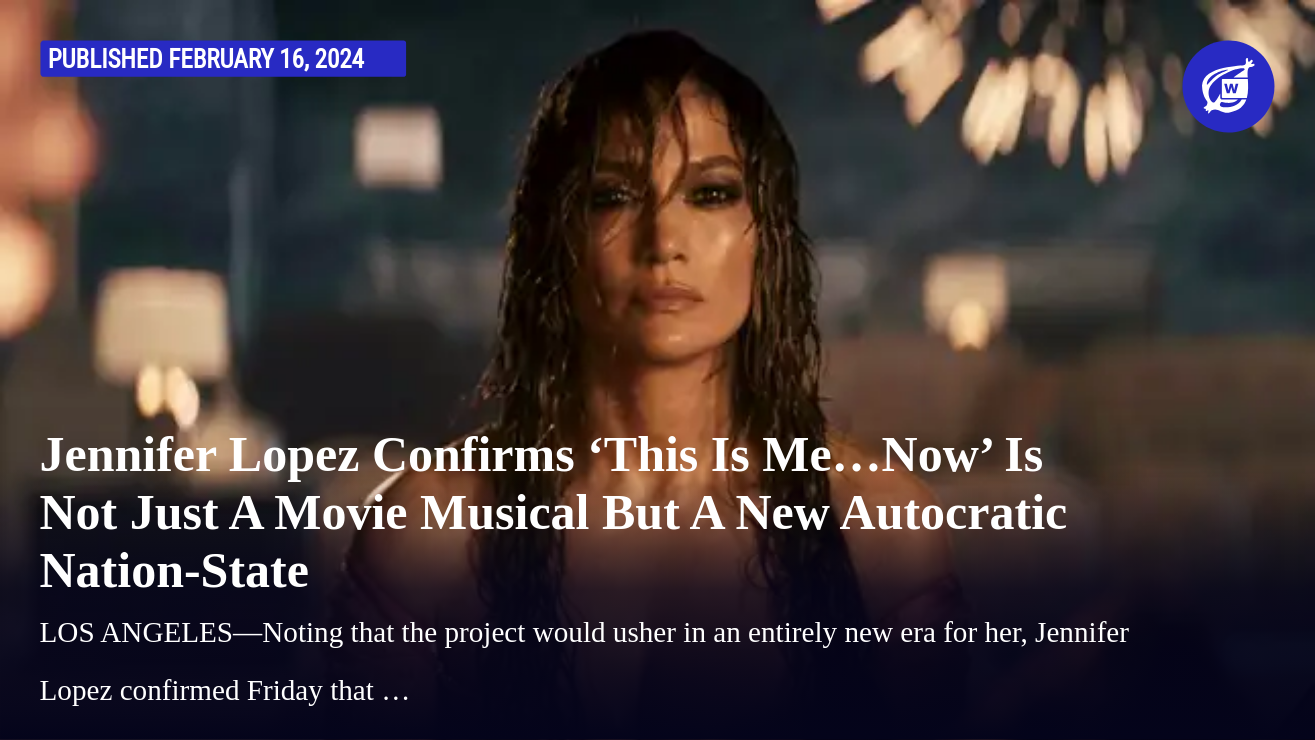 PUBLISHED FEBRUARY 16, 2024
W
Jennifer Lopez Confirms ‘This Is Me…Now’ Is
Not Just A Movie Musical But A New Autocratic
Nation-State
LOS ANGELES—Noting that the project would usher in an entirely new era for her, Jennifer
Lopez confirmed Friday that …